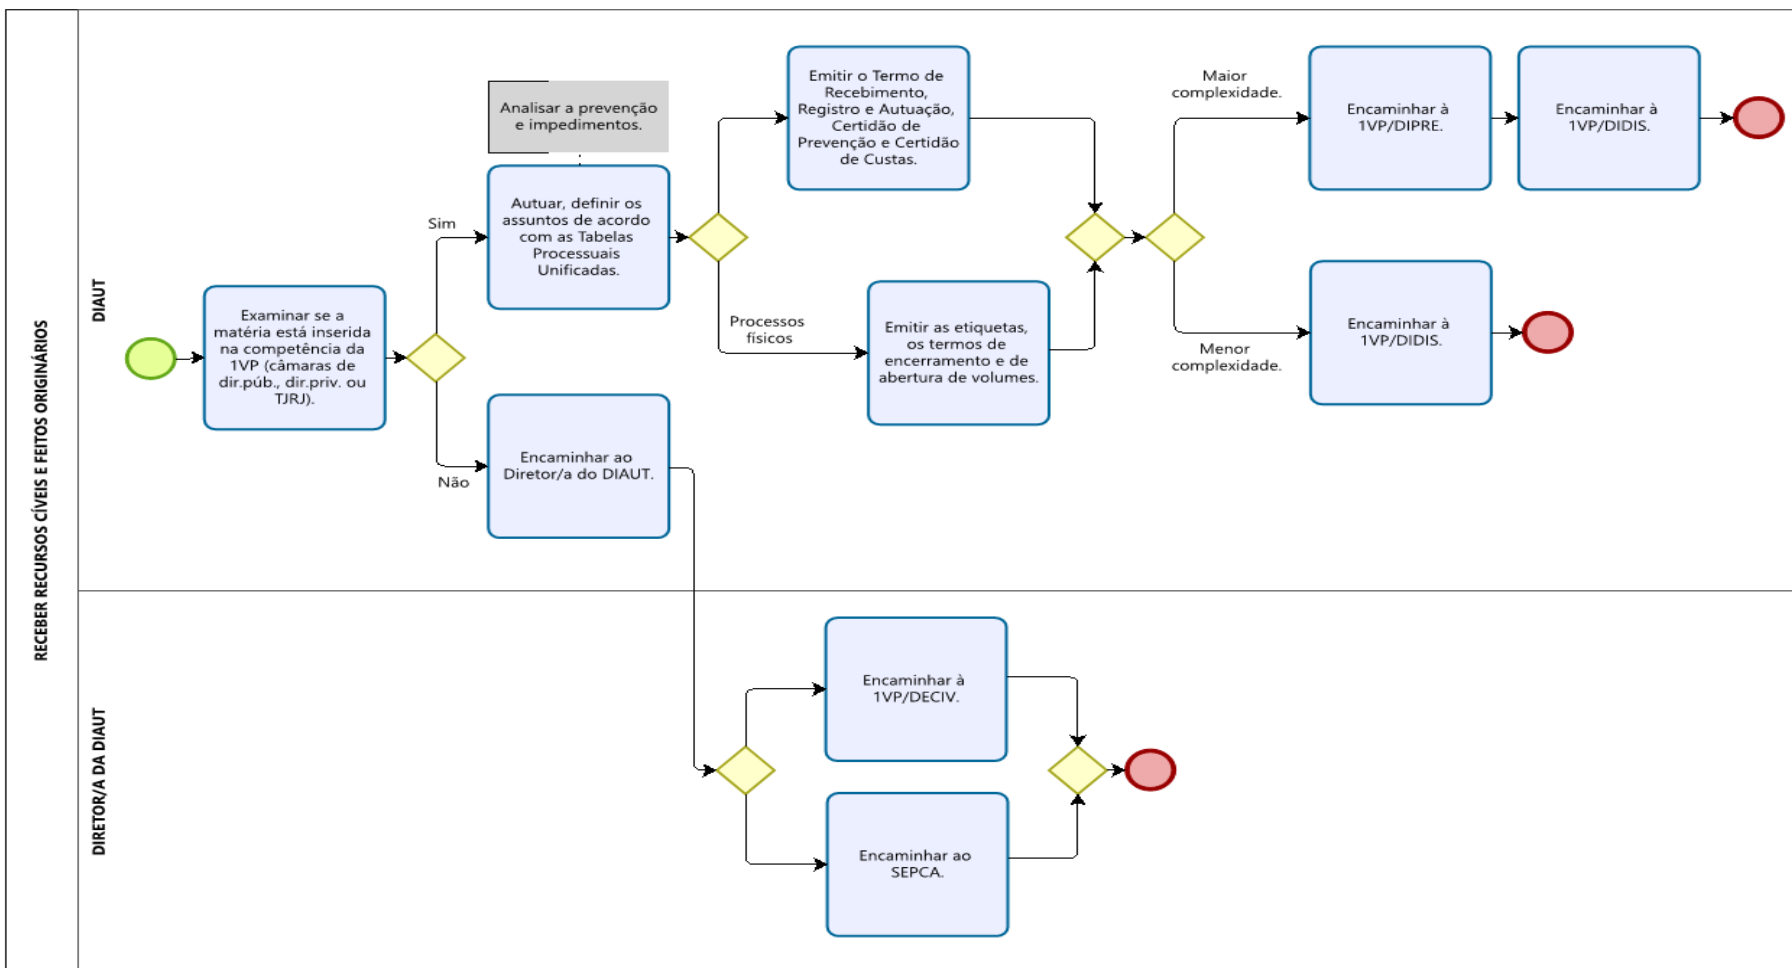 RECEBER RECURSOS CÍVEIS E FEITOS ORIGINÁRIOS
DIAUT
Examinar se a
matéria está inserida
na competência da
1VP (câmaras de
dir.púb., dir.priv. ou
TJRJ).
Sim
Não
Analisar a prevenção
e impedimentos.
Autuar, definir os
assuntos de acordo
com as Tabelas
Processuais
Unificadas.
Encaminhar ao
Diretor/a do DIAUT.
Emitir o Termo de
Recebimento,
Registro e Autuação,
Certidão de
Prevenção e Certidão
de Custas.
Processos
físicos
Emitir as etiquetas,
os termos de
encerramento e de
abertura de volumes.
Maior
complexidade.
Encaminhar à
1VP/DIPRE.
Encaminhar à
1VP/DIDIS.
Menor
complexidade.
Encaminhar à
1VP/DIDIS.
DIRETOR/A DA DIAUT
Encaminhar à
1VP/DECIV.
Encaminhar ao
SEPCA.